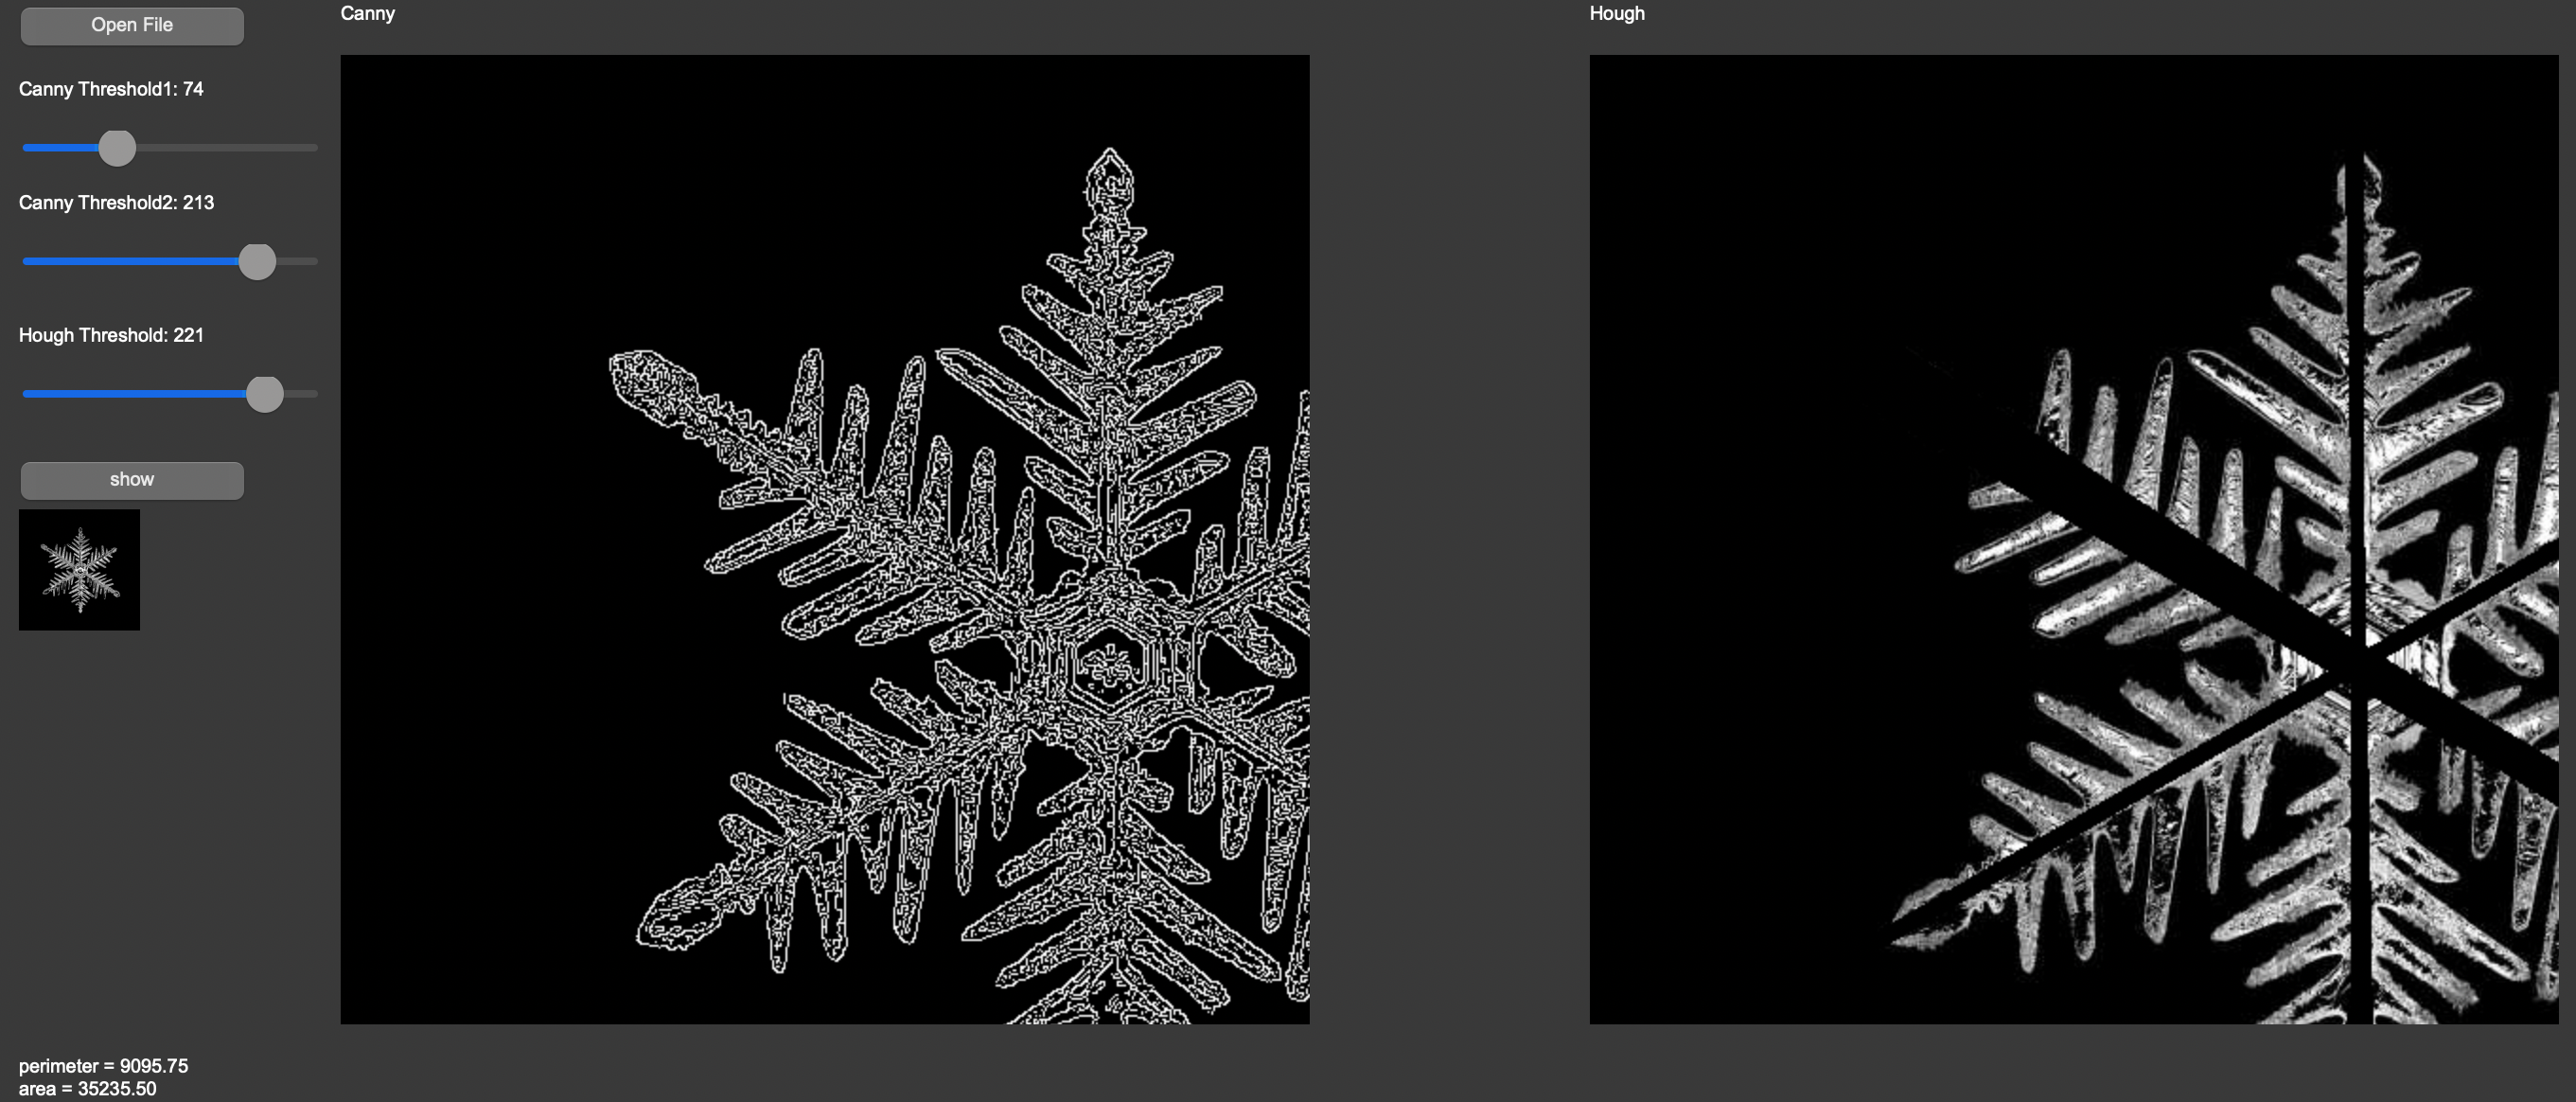 Open File
Canny Threshold1: 74
Canny Threshold2: 213
Hough Threshold: 221
show
perimeter = 9095.75
area = 35235.50
Canny
Hough